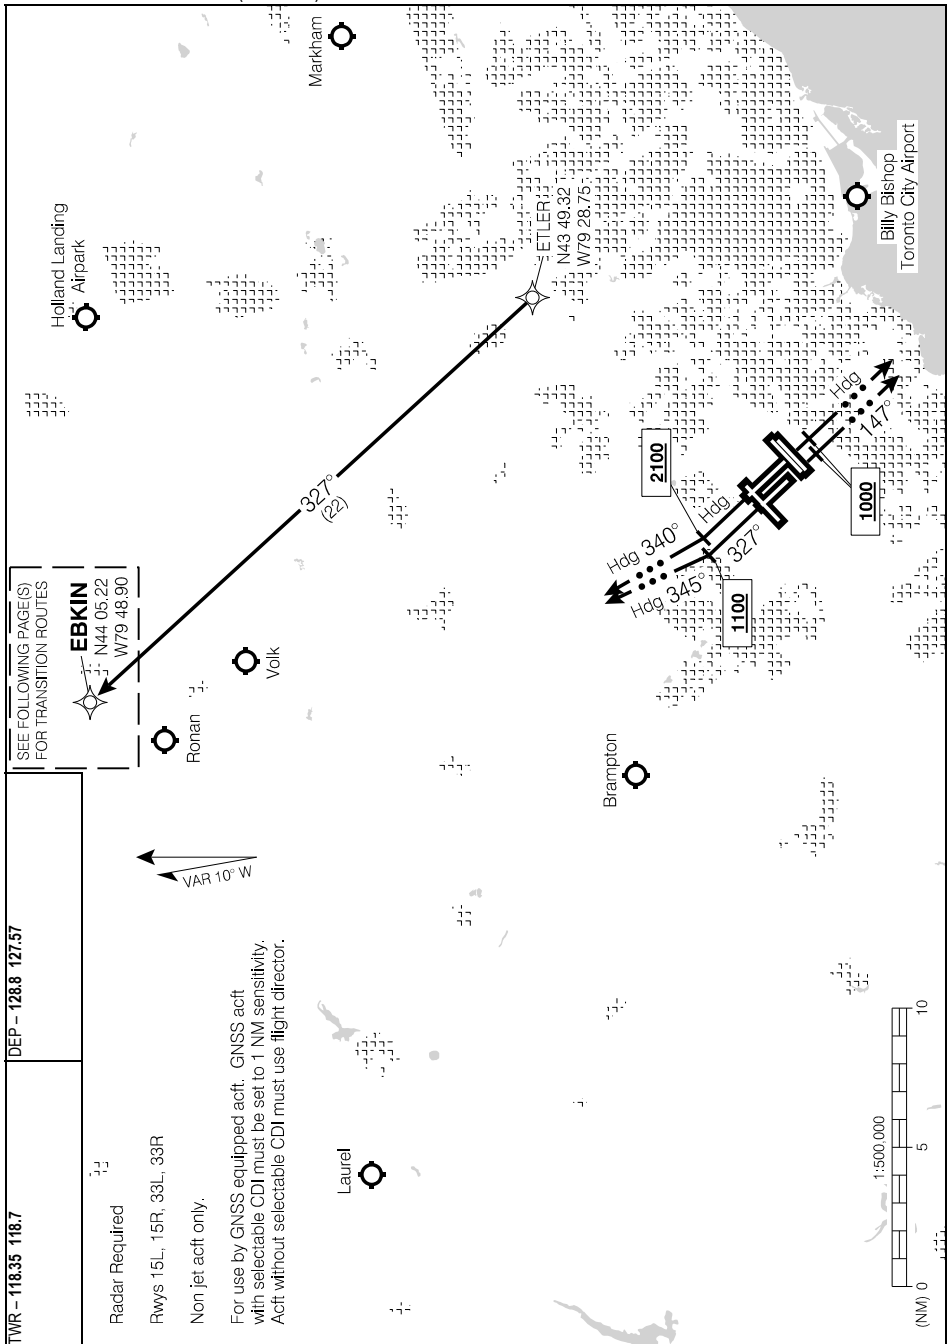 TWR – 118.35 118.7
DEP – 128.8 127.57
Radar Required
Rwys 15L, 15R, 33L, 33R
Non jet acft only.
For use by GNSS equipped acft. GNSS acft
with selectable CDI must be set to 1 NM sensitivity.
Acft without selectable CDI must use flight director.
VAR 10° W
SEE FOLLOWING PAGE(S)
FOR TRANSITION ROUTES
EBKIN
N44 05.22
W79 48.90
Ronan
Volk
Holland Landing
Airpark
Markham
327°
(22)
ETLER
N43 49.32
W79 28.75
Laurel
Brampton
Hdg 340°
Hdg 345°
2100
1100
Hdg
327°
Hdg
147°
1000
Billy Bishop
Toronto City Airport
1:500,000
(NM) 0
5
10